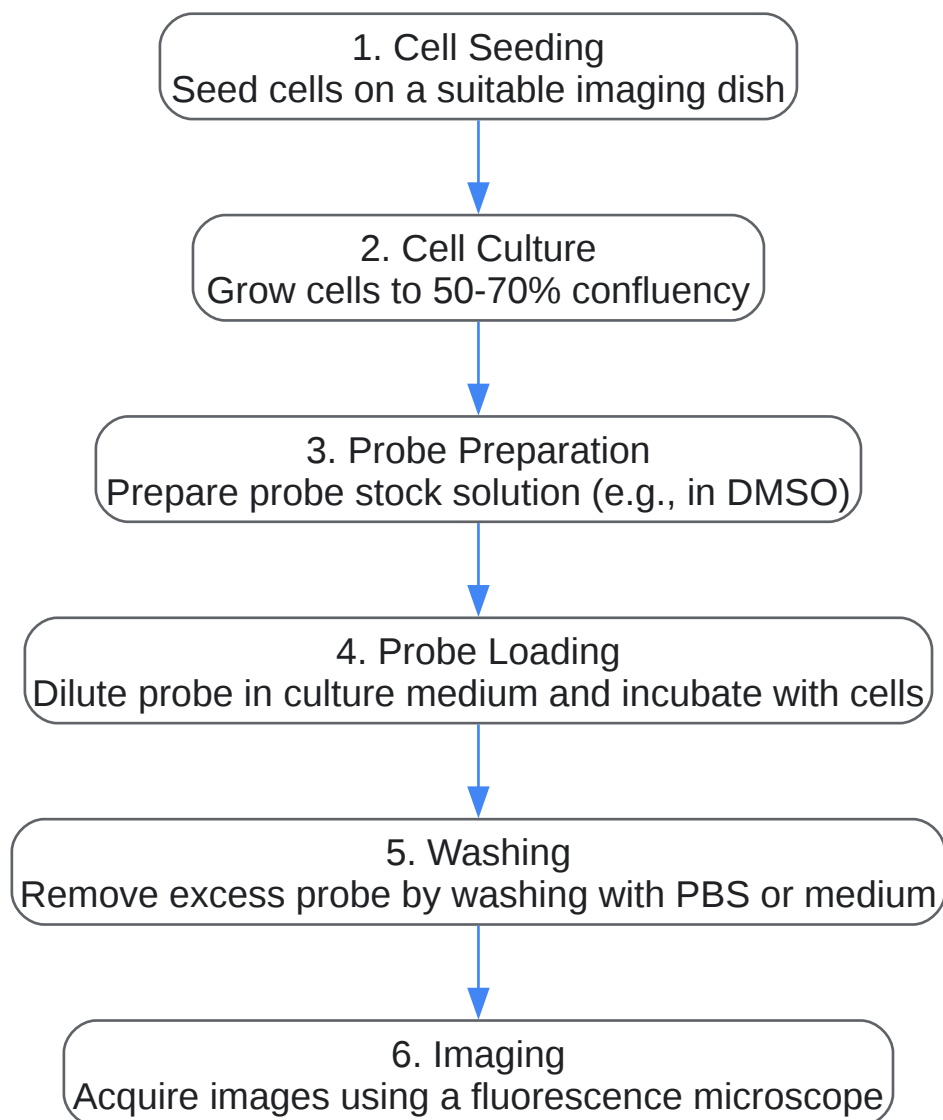 1. Cell Seeding
Seed cells on a suitable imaging dish
2. Cell Culture
Grow cells to 50-70% confluency
3. Probe Preparation
Prepare probe stock solution (e.g., in DMSO)
4. Probe Loading
Dilute probe in culture medium and incubate with cells
5. Washing
Remove excess probe by washing with PBS or medium
6. Imaging
Acquire images using a fluorescence microscope